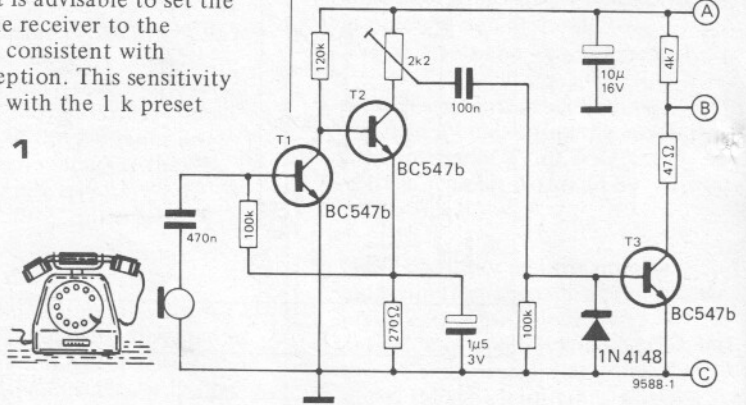 t is advisable to set the
e receiver to the
consistent with
eption. This sensitivity
with the 1 k preset
1
120k
2k2
100n
10µ
16V
4k7
A
B
47Ω
T1
T2
T3
BC547b
BC547b
BC547b
470n
100k
270Ω
1µ5
3V
100k
1N4148
C
9588-1